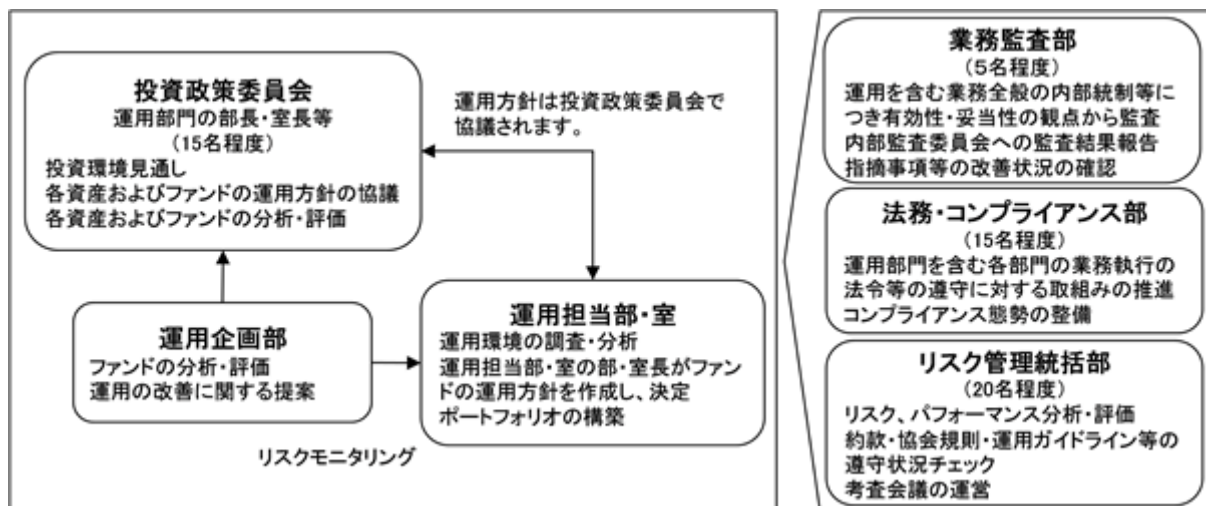 投資政策委員会
運用部門の部長・室長等
(15名程度)
投資環境見通し
各資産およびファンドの運用方針の協議
各資産およびファンドの分析・評価
運用方針は投資政策委員会で
協議されます。
運用企画部
ファンドの分析・評価
運用の改善に関する提案
運用担当部・室
運用環境の調査・分析
運用担当部・室の部・室長がファン
ドの運用方針を作成し、決定
ポートフォリオの構築
リスクモニタリング
業務監査部
(5名程度)
運用を含む業務全般の内部統制等に
つき有効性・妥当性の観点から監査
内部監査委員会への監査結果報告
指摘事項等の改善状況の確認
法務・コンプライアンス部
(15名程度)
運用部門を含む各部門の業務執行の
法令等の遵守に対する取組みの推進
コンプライアンス態勢の整備
リスク管理統括部
(20名程度)
リスク、パフォーマンス分析・評価
約款・協会規則・運用ガイドライン等の
遵守状況チェック
考査会議の運営